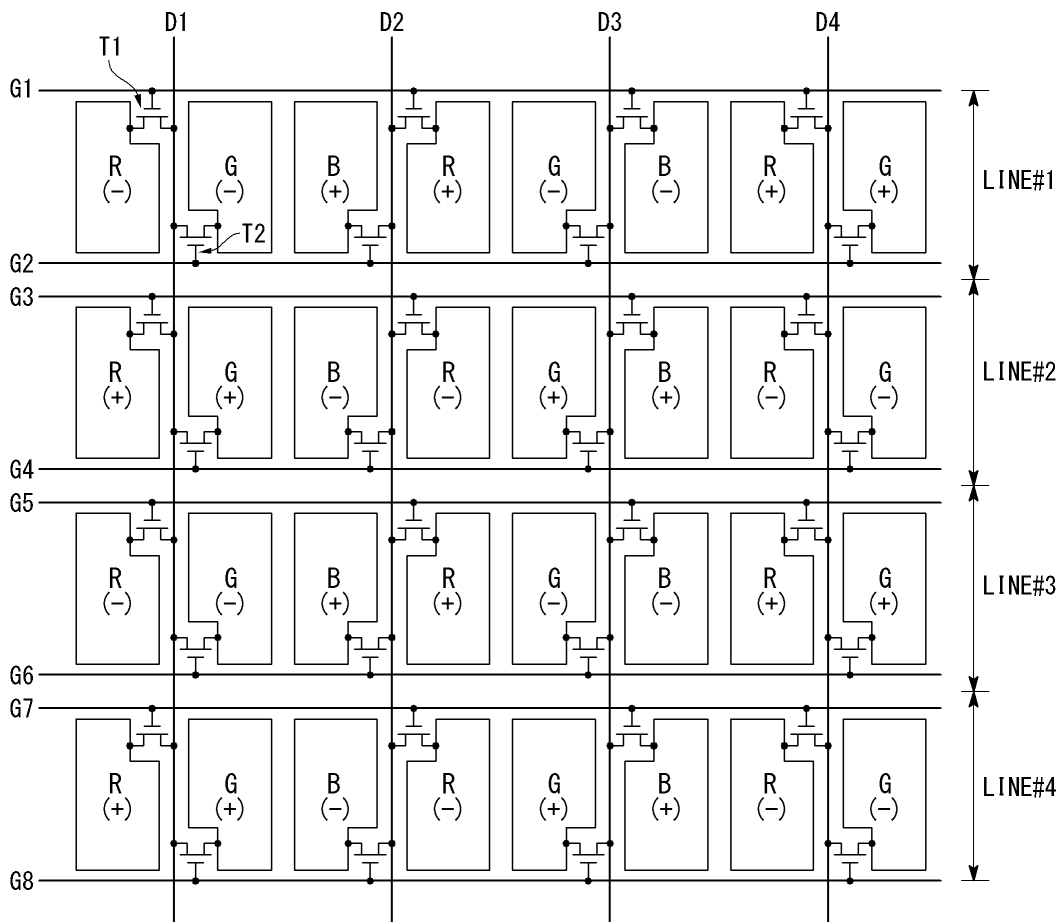 D1 D2 D3 D4
T1
G1
R G B R G B R G
(−) (−) (+) (+) (−) (−) (+) (+)
LINE#1
T2
G2
G3
R G B R G B R G
(+) (+) (−) (−) (+) (+) (−) (−)
LINE#2
G4
G5
R G B R G B R G
(−) (−) (+) (+) (−) (−) (+) (+)
LINE#3
G6
G7
R G B R G B R G
(+) (+) (−) (−) (+) (+) (−) (−)
LINE#4
G8